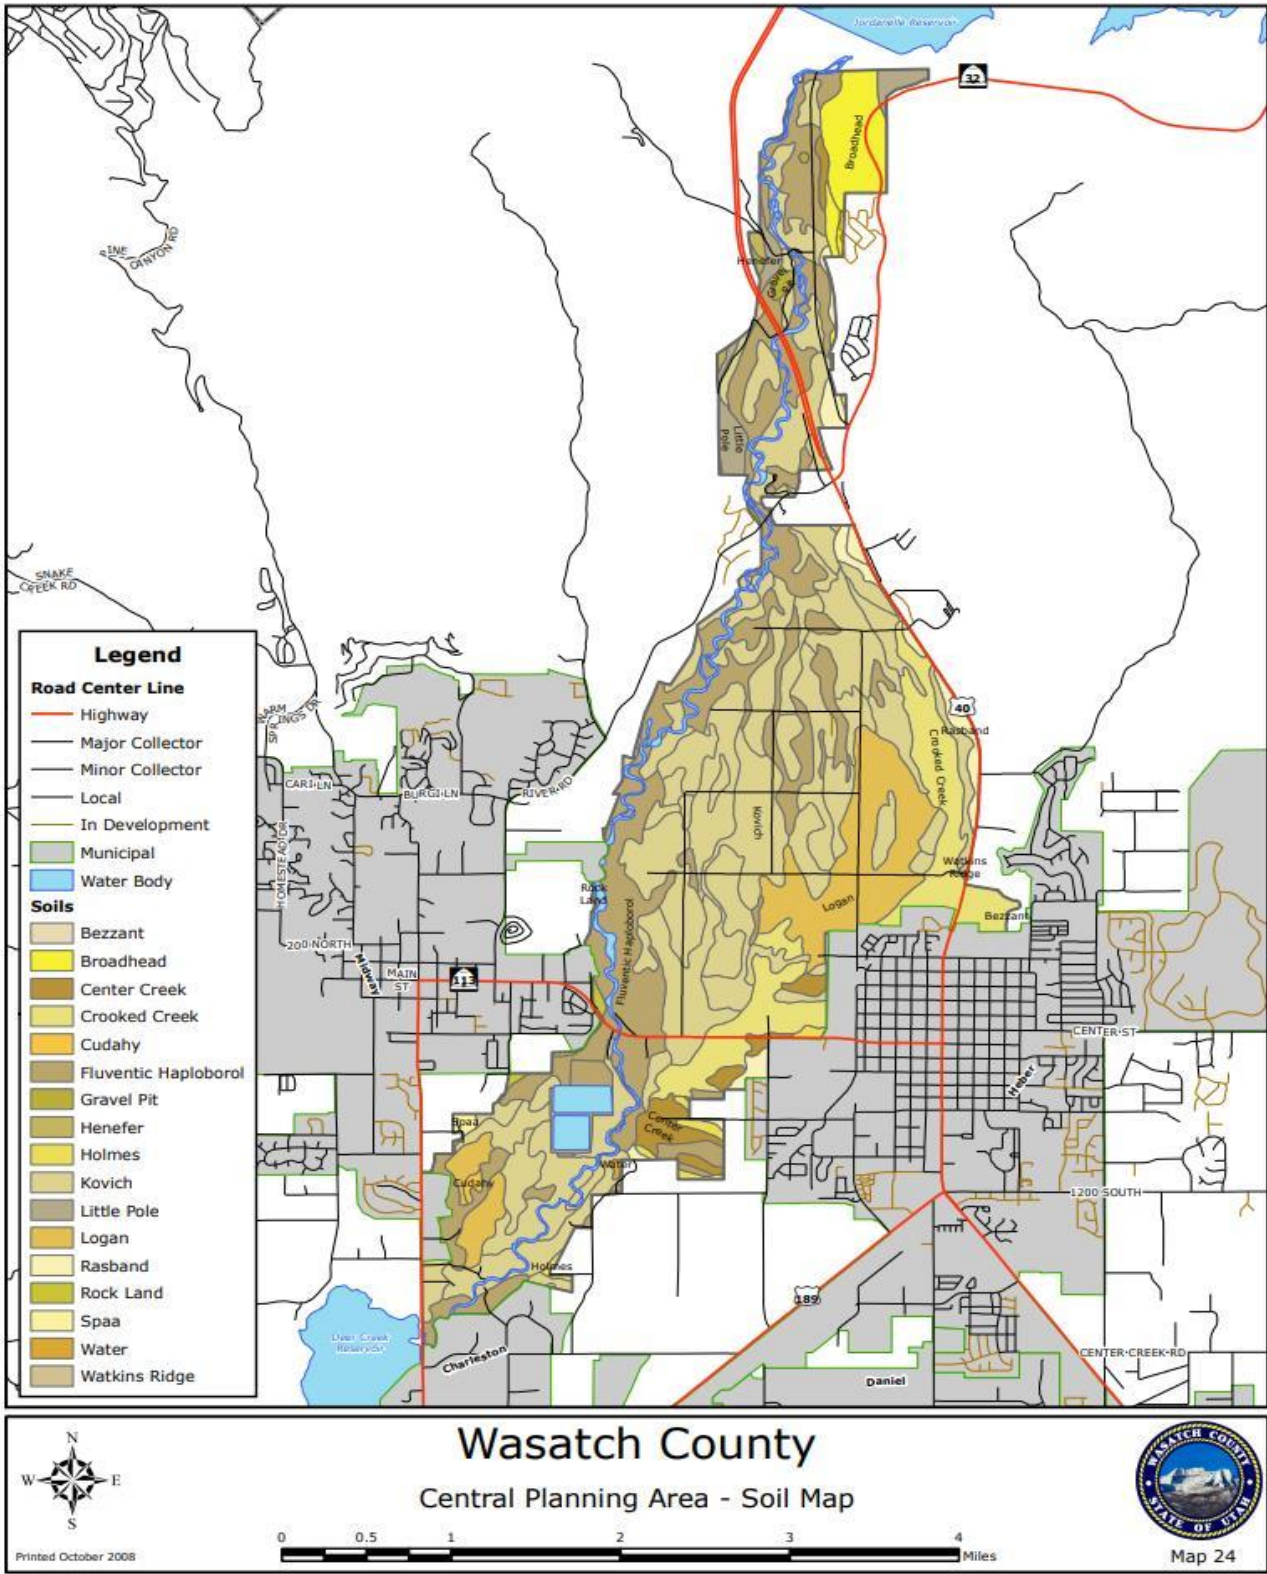 Jordanelle Reservoir
32
Broadhead
PINE
CANYON RD
Henefer
Gravel
Pit
Little
Pole
SNAKE
CREEK RD
Legend
Road Center Line
Highway
Major Collector
Minor Collector
Local
In Development
Municipal
Water Body
Soils
Bezzant
Broadhead
Center Creek
Crooked Creek
Cudahy
Fluventic Haploborol
Gravel Pit
Henefer
Holmes
Kovich
Little Pole
Logan
Rasband
Rock Land
Spaa
Water
Watkins Ridge
WARM
SPRINGS DR
40
Rasband
Crooked Creek
CARI LN
BURGI LN
RIVER RD
HOMESTEAD DR
Kovich
Watkins
Ridge
Rock
Land
Logan
Bezzant
Fluventic Haploborol
200 NORTH
Midway
MAIN
ST
113
CENTER ST
Heber
Spaa
Center
Creek
Water
Cudahy
1200 SOUTH
Holmes
189
Deer Creek
Reservoir
Charleston
CENTER CREEK RD
Daniel
Wasatch County
Central Planning Area - Soil Map
N
W
E
S
0
0.5
1
2
3
4
Miles
Printed October 2008
WASATCH COUNTY
STATE OF UTAH
Map 24